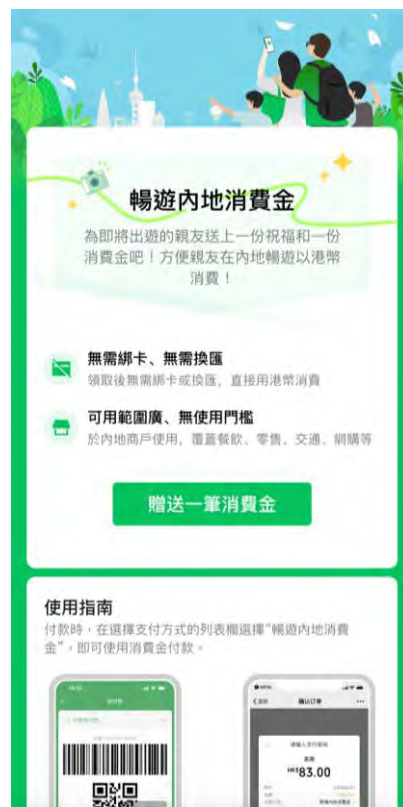 暢遊內地消費金
為即將出遊的親友送上一份祝福和一份
消費金吧！方便親友在內地暢遊以港幣
消費！
無需綁卡、無需換匯
領取後無需綁卡或換匯，直接用港幣消費
可用範圍廣、無使用門檻
於內地商戶使用，覆蓋餐飲、零售、交通、網購等
贈送一筆消費金
使用指南
付款時，在選擇支付方式的列表欄選擇"暢遊內地消費
金"，即可使用消費金付款。
確认订单
HK$83.00